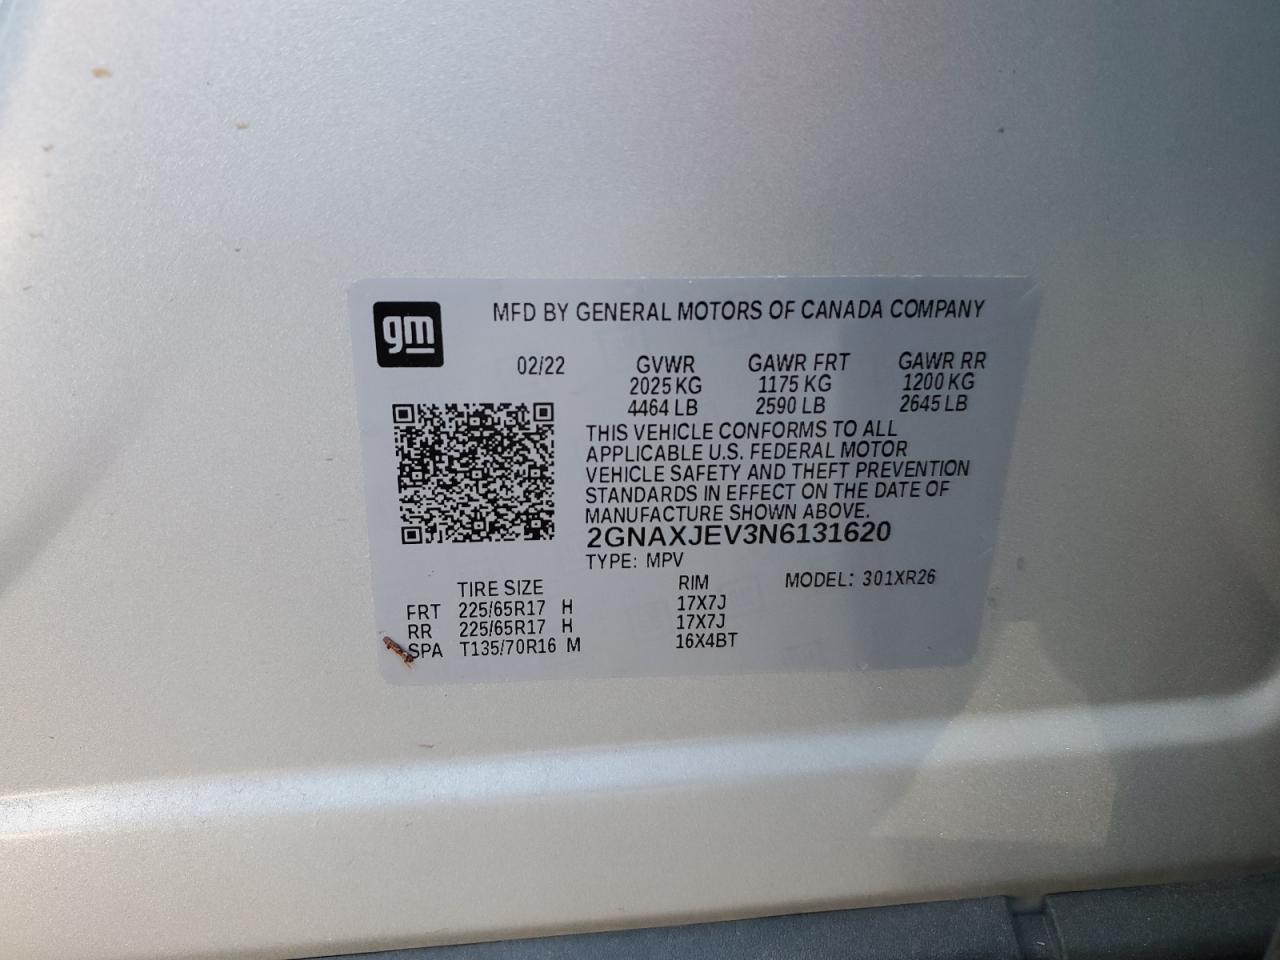 gm
MFD BY GENERAL MOTORS OF CANADA COMPANY
02/22 GVWR GAWR FRT GAWR RR
2025 KG 1175 KG 1200 KG
4464 LB 2590 LB 2645 LB
THIS VEHICLE CONFORMS TO ALL
APPLICABLE U.S. FEDERAL MOTOR
VEHICLE SAFETY AND THEFT PREVENTION
STANDARDS IN EFFECT ON THE DATE OF
MANUFACTURE SHOWN ABOVE.
2GNAXJEV3N6131620
TYPE: MPV
TIRE SIZE RIM MODEL: 301XR26
FRT 225/65R17 H 17X7J
RR 225/65R17 H 17X7J
SPA T135/70R16 M 16X4BT